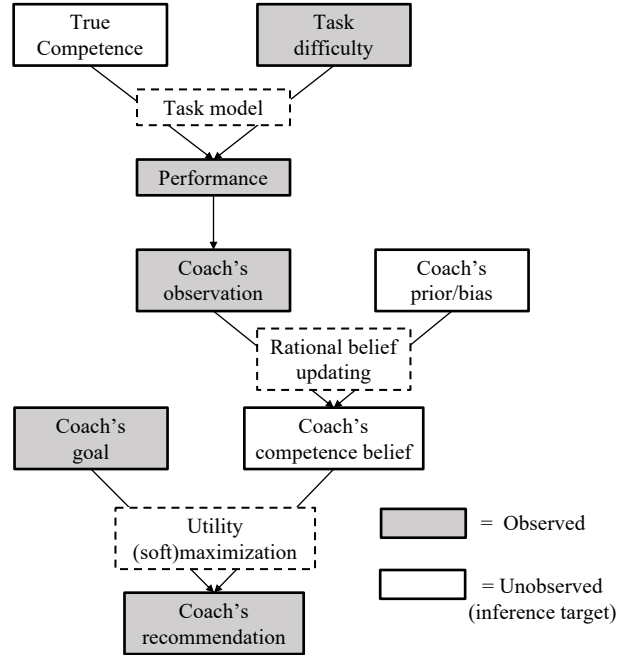 True
Competence
Task
difficulty
Task model
Performance
Coach's
observation
Coach's
prior/bias
Rational belief
updating
Coach's
goal
Coach's
competence belief
Utility
(soft)maximization
Coach's
recommendation
= Observed
= Unobserved
(inference target)